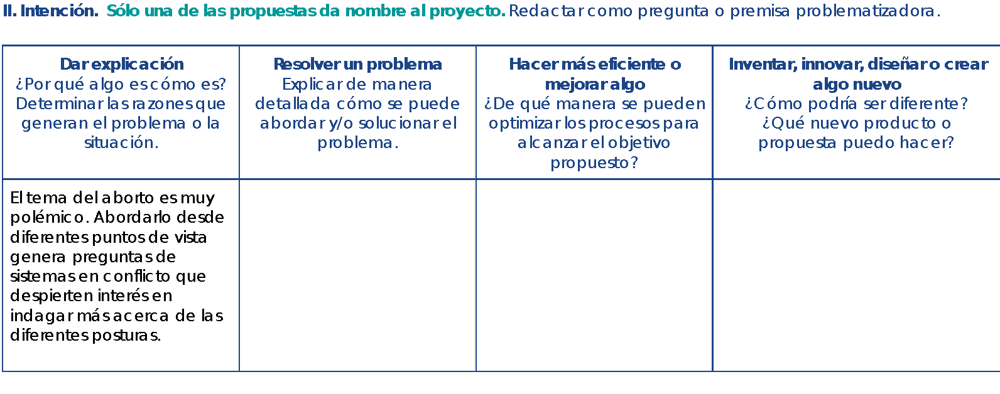 II. Intención. Sólo una de las propuestas da nombre al proyecto. Redactar como pregunta o premisa problematizadora.
Dar explicación
¿Por qué algo es cómo es?
Determinar las razones que
generan el problema o la
situación.
Resolver un problema
Explicar de manera
detallada cómo se puede
abordar y/o solucionar el
problema.
Hacer más eficiente o
mejorar algo
¿De qué manera se pueden
optimizar los procesos para
alcanzar el objetivo
propuesto?
Inventar, innovar, diseñar o crear
algo nuevo
¿Cómo podría ser diferente?
¿Qué nuevo producto o
propuesta puedo hacer?
El tema del aborto es muy
polémico. Abordarlo desde
diferentes puntos de vista
genera preguntas de
sistemas en conflicto que
despierten interés en
indagar más acerca de las
diferentes posturas.